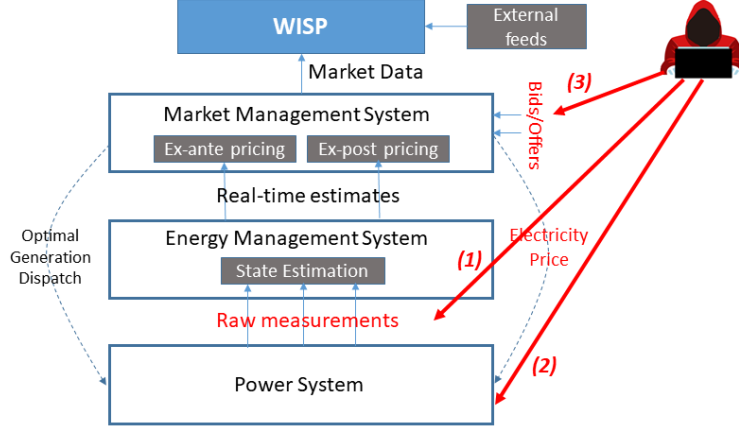 WISP
External
feeds
Market Data
(3)
Market Management System
Bids/Offers
Ex-ante pricing
Ex-post pricing
Real-time estimates
Optimal
Generation
Dispatch
Energy Management System
Electricity
Price
(1)
State Estimation
Raw measurements
(2)
Power System